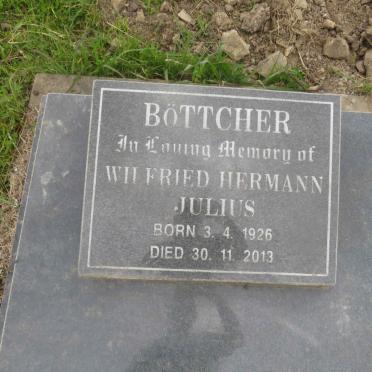 BöTTCHER
In Loving Memory of
WILFRIED HERMANN
JULIUS
BORN 3. 4. 1926
DIED 30. 11. 2013